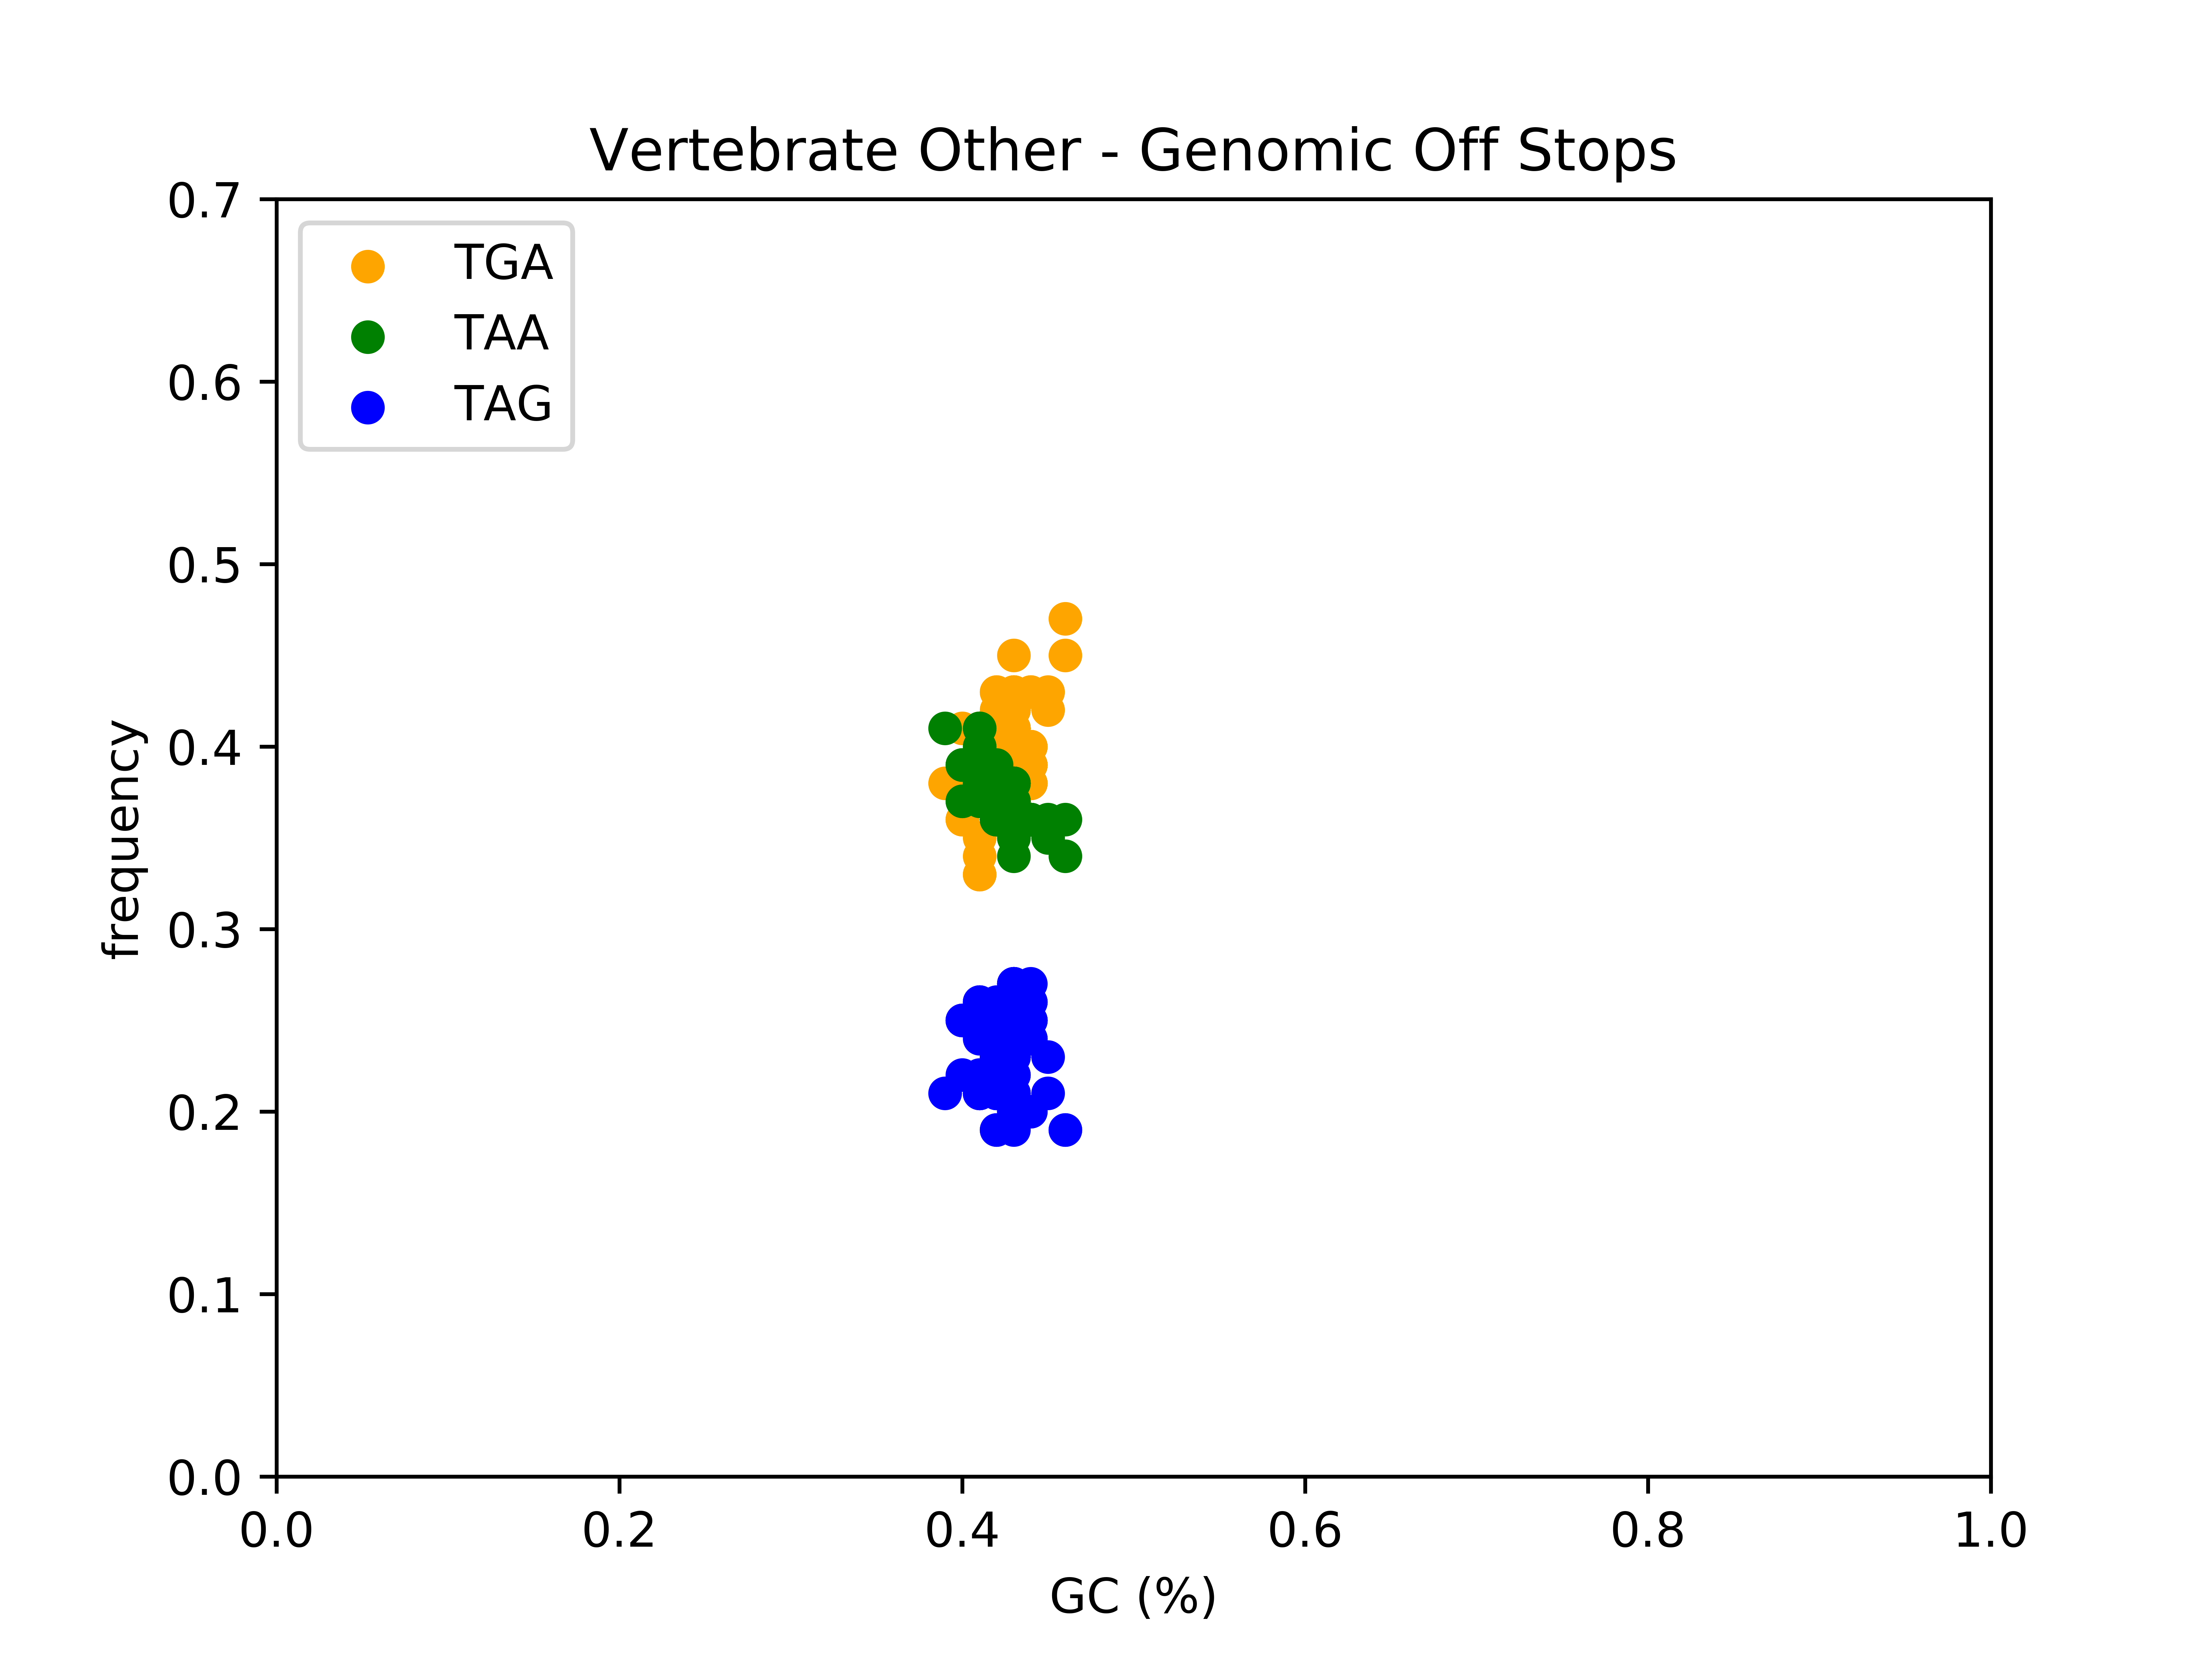 Vertebrate Other - Genomic Off Stops
0.7
0.6
0.5
0.4
0.3
0.2
0.1
0.0
frequency
TGA
TAA
TAG
0.0 0.2 0.4 0.6 0.8 1.0
GC (%)